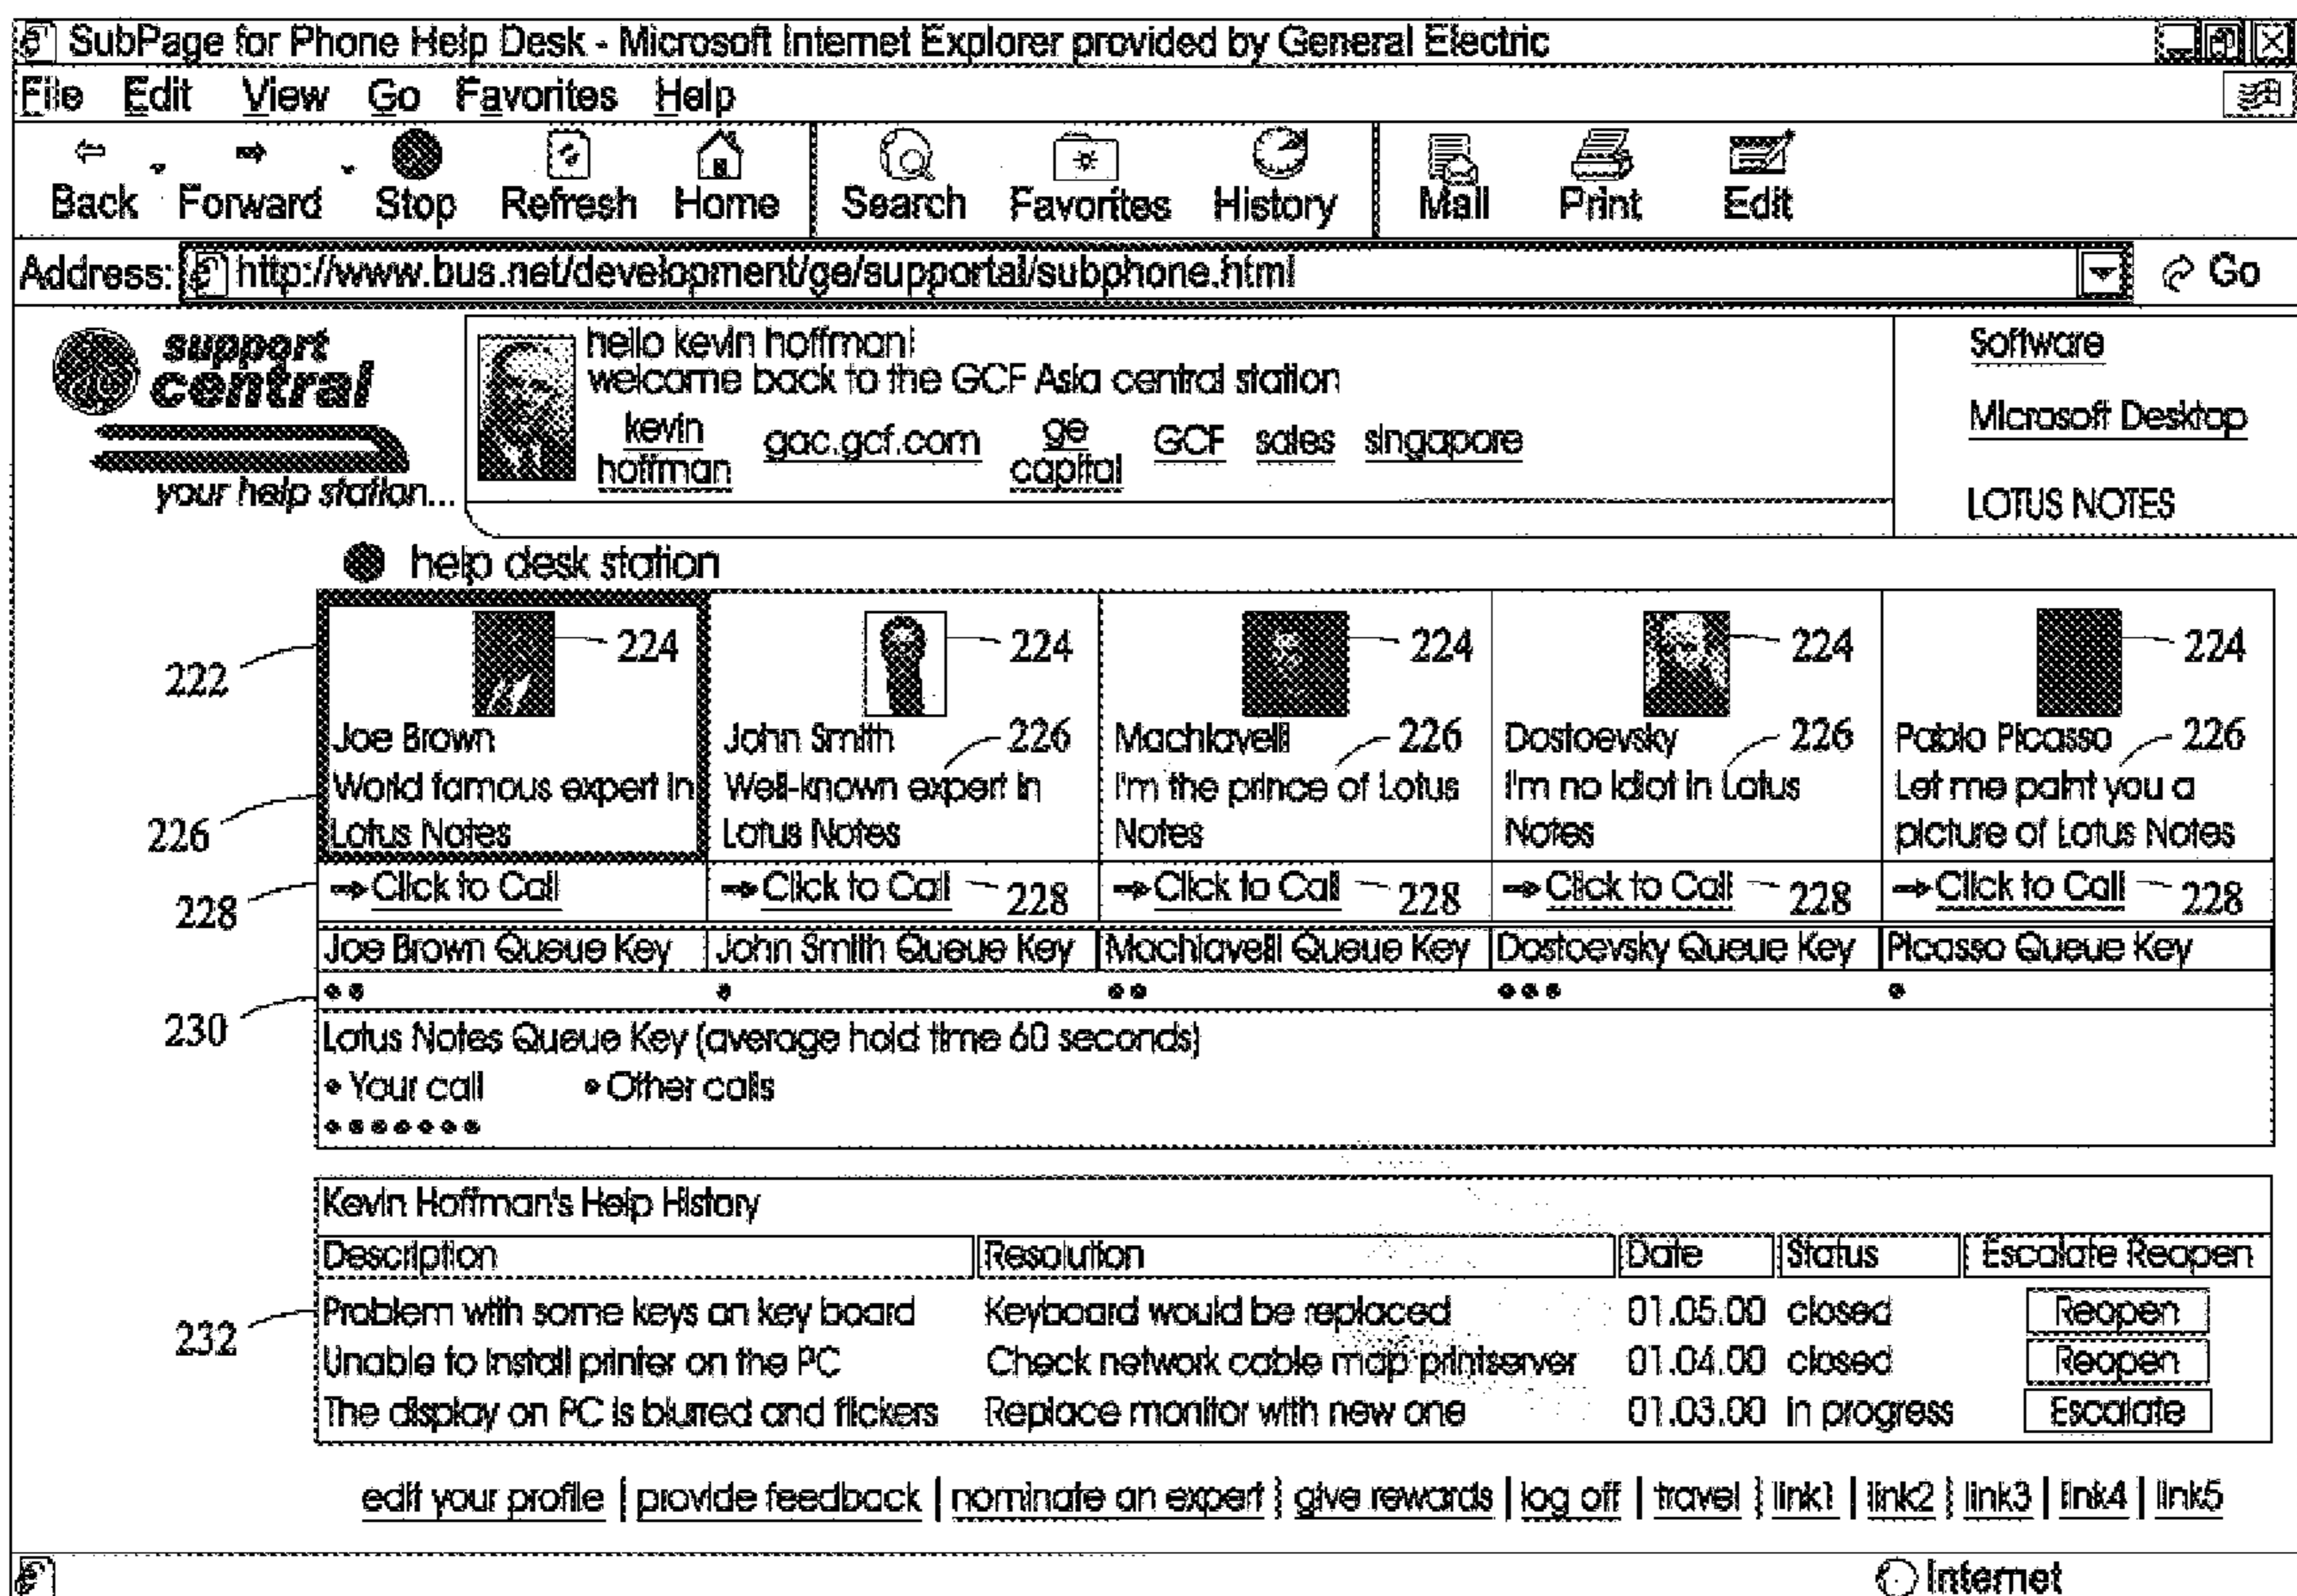 SubPage for Phone Help Desk - Microsoft Internet Explorer provided by General Electric
File Edit View Go Favorites Help
Back Forward Stop Refresh Home Search Favorites History Mail Print Edit
Address: http://www.bus.net/development/ge/supportal/subphone.html Go
support
central
your help station...
hello kevin hoffman!
welcome back to the GCF Asia central station
kevin hoffman gac.gcf.com ge capital GCF sales singapore
Software
Microsoft Desktop
LOTUS NOTES
help desk station
222 224 224 224 224 224
Joe Brown John Smith 226 Machiavelli 226 Dostoevsky 226 Pablo Picasso 226
World famous expert in Well-known expert in I'm the prince of Lotus I'm no idiot in Lotus Let me paint you a
226 Lotus Notes Lotus Notes Notes Notes picture of Lotus Notes
228 Click to Call Click to Call 228 Click to Call 228 Click to Call 228 Click to Call 228
Joe Brown Queue Key John Smith Queue Key Machiavelli Queue Key Dostoevsky Queue Key Picasso Queue Key
230
Lotus Notes Queue Key (average hold time 60 seconds)
• Your call • Other calls
Kevin Hoffman's Help History
Description Resolution Date Status Escalate Reopen
232 Problem with some keys on key board Keyboard would be replaced 01.05.00 closed Reopen
Unable to install printer on the PC Check network cable map printserver 01.04.00 closed Reopen
The display on PC is blurred and flickers Replace monitor with new one 01.03.00 in progress Escalate
edit your profile | provide feedback | nominate an expert | give rewards | log off | travel | link1 | link2 | link3 | link4 | link5
Internet